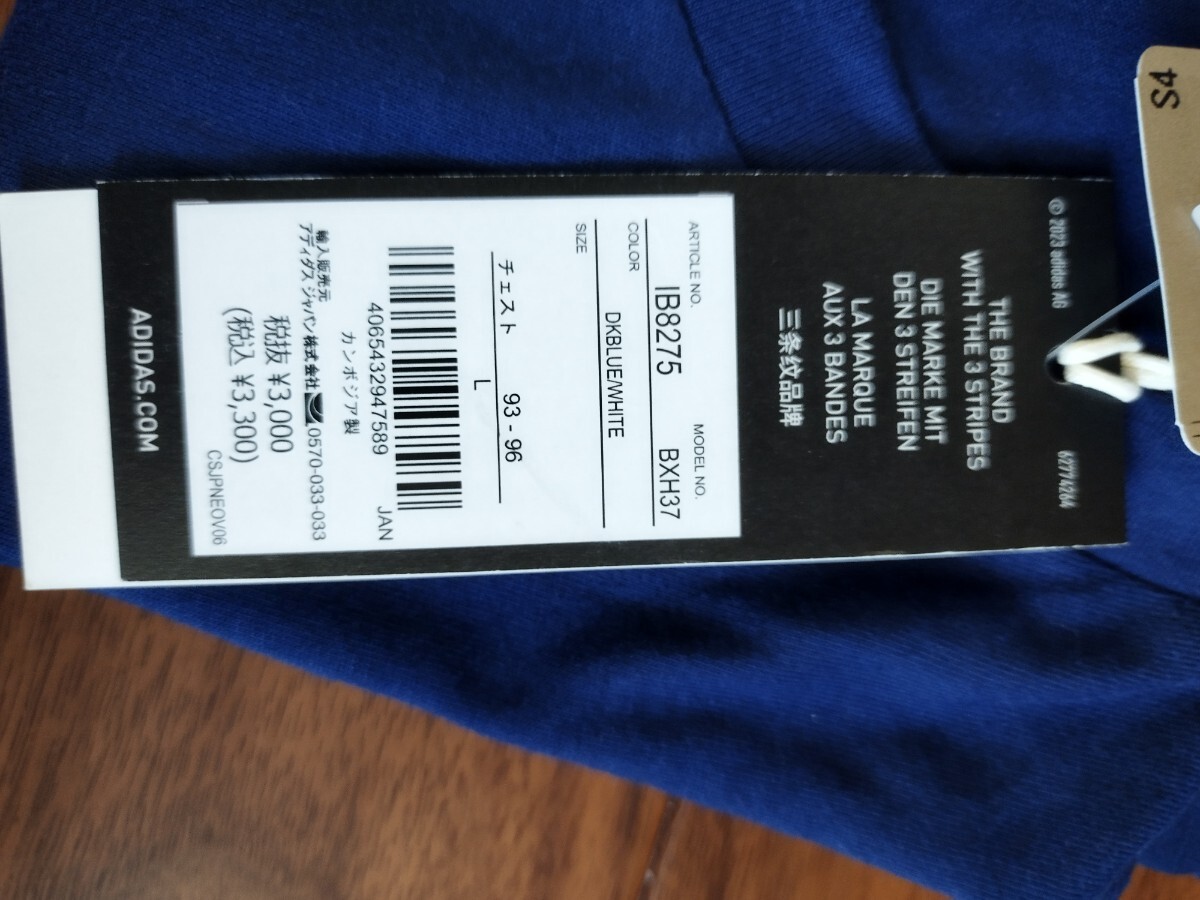 S4
© 2023 adidas AG
62774264
THE BRAND
WITH THE 3 STRIPES
DIE MARKE MIT
DEN 3 STREIFEN
LA MARQUE
AUX 3 BANDES
三条纹品牌
ARTICLE NO. MODEL NO.
IB8275 BXH37
COLOR
DKBLUE/WHITE
SIZE
チェスト 93 - 96
L
JAN
4065432947589
カンボジア製
輸入販売元
アディダス ジャパン株式会社 0570-033-033
税抜 ¥3,000
(税込 ¥3,300)
CSJPNEOV06
ADIDAS.COM